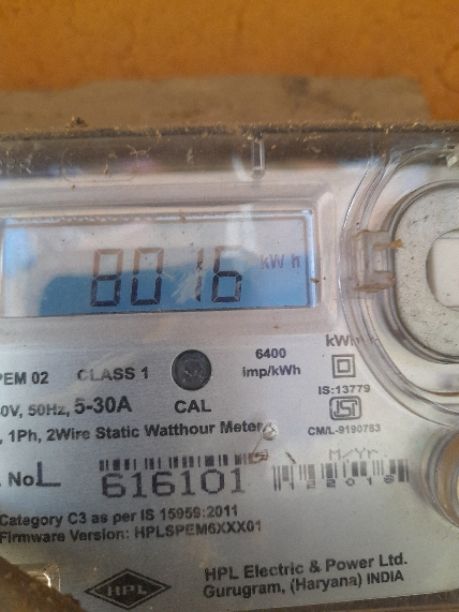 8016 kW h
kWh
6400
PEM 02 CLASS 1 imp/kWh
IS:13779
0V, 50Hz, 5-30A CAL
, 1Ph, 2Wire Static Watthour Meter
CM/L-9190783
M/Yr.
. No L 616101
122018
Category C3 as per IS 15959:2011
Firmware Version: HPLSPEM6XXX01
HPL
HPL Electric & Power Ltd.
Gurugram, (Haryana) INDIA